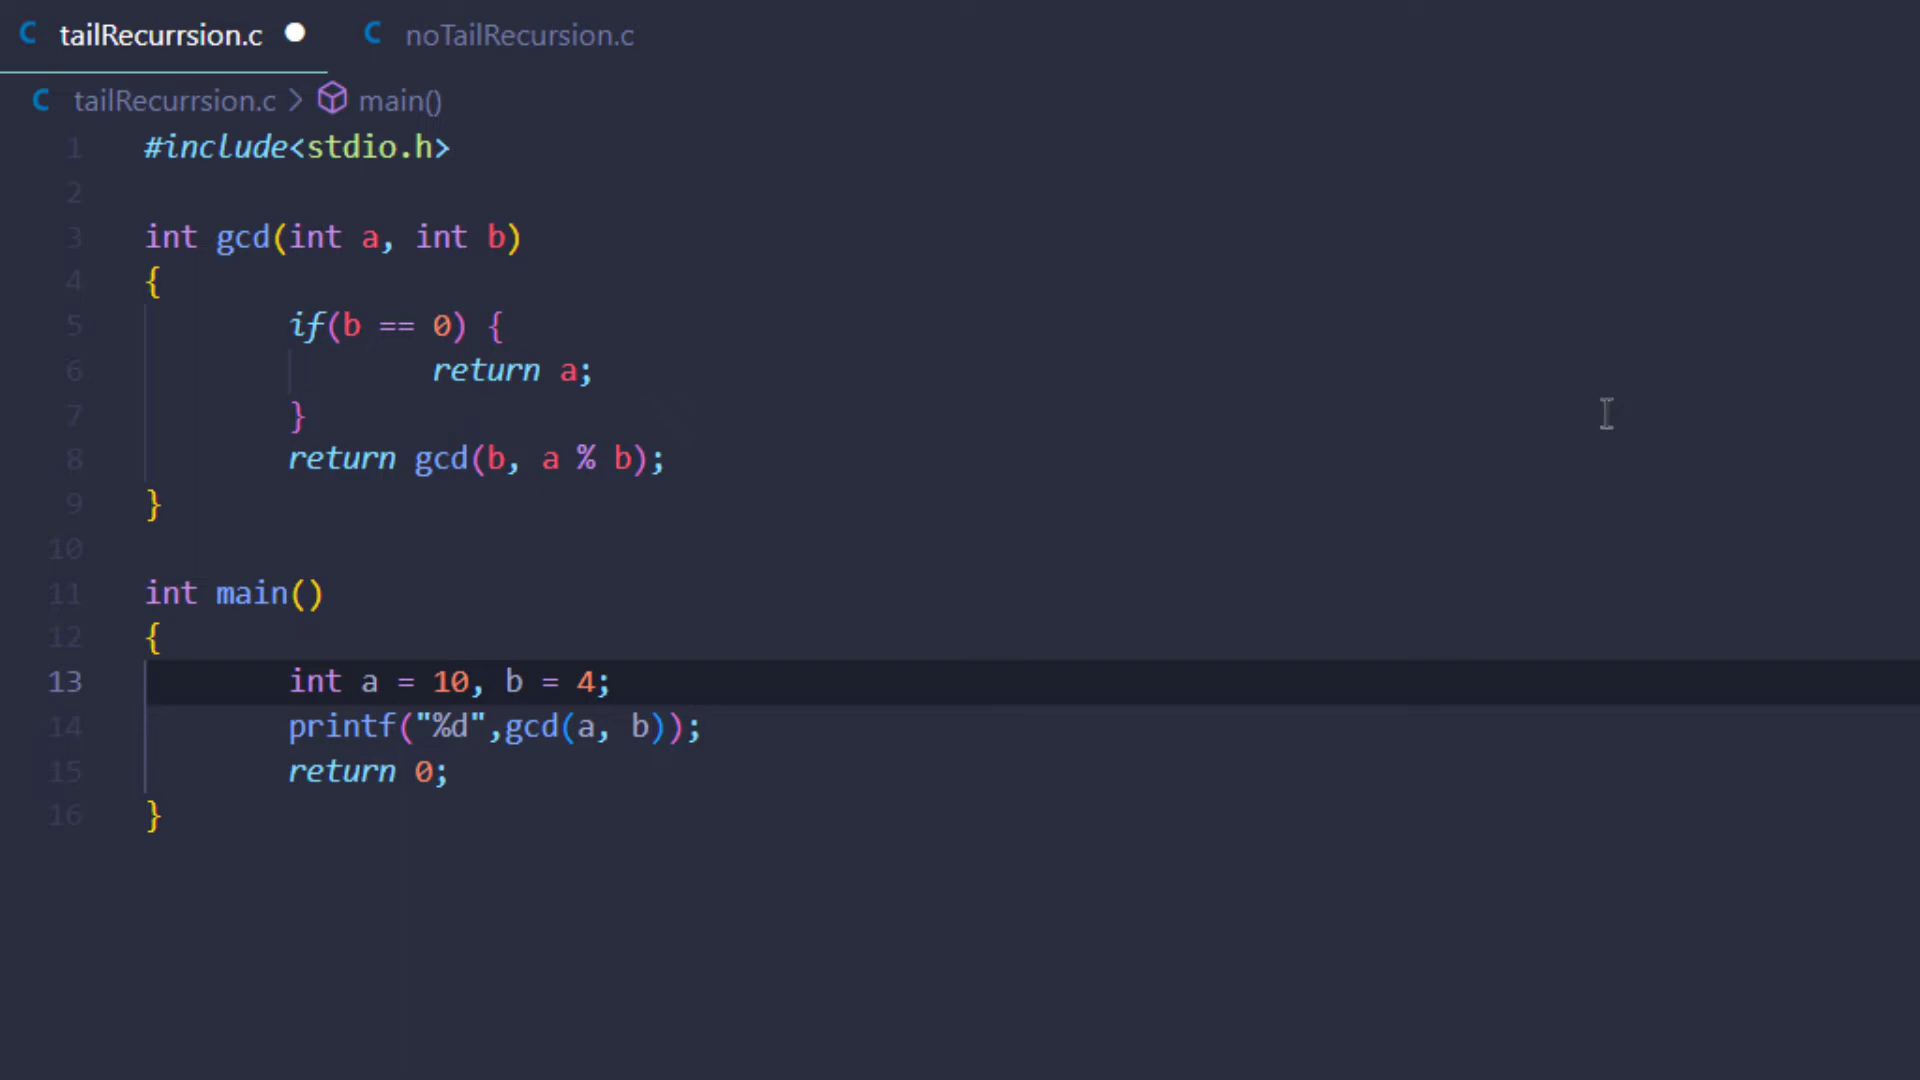 tailRecurrsion.c
noTailRecursion.c
tailRecurrsion.c > main()
1 #include<stdio.h>
2
3 int gcd(int a, int b)
4 {
5 if(b == 0) {
6 return a;
7 }
8 return gcd(b, a % b);
9 }
10
11 int main()
12 {
13 int a = 10, b = 4;
14 printf("%d",gcd(a, b));
15 return 0;
16 }